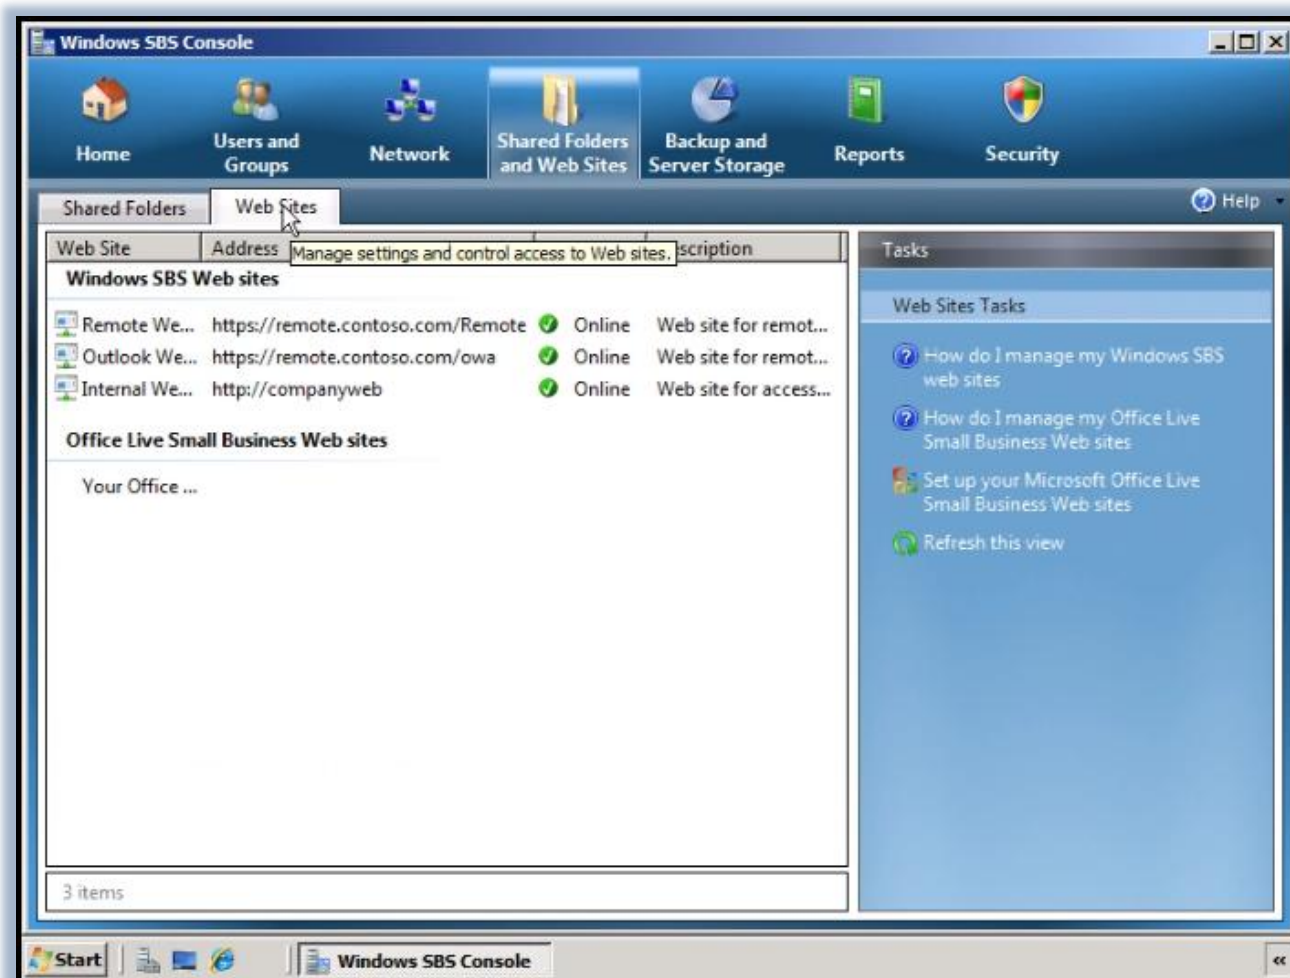 Windows SBS Console
Home
Users and
Groups
Network
Shared Folders
and Web Sites
Backup and
Server Storage
Reports
Security
Shared Folders
Web Sites
Help
Web Site
Address
Manage settings and control access to Web sites.
scription
Windows SBS Web sites
Remote We... https://remote.contoso.com/Remote Online Web site for remot...
Outlook We... https://remote.contoso.com/owa Online Web site for remot...
Internal We... http://companyweb Online Web site for access...
Office Live Small Business Web sites
Your Office ...
3 items
Tasks
Web Sites Tasks
How do I manage my Windows SBS
web sites
How do I manage my Office Live
Small Business Web sites
Set up your Microsoft Office Live
Small Business Web sites
Refresh this view
Start
Windows SBS Console